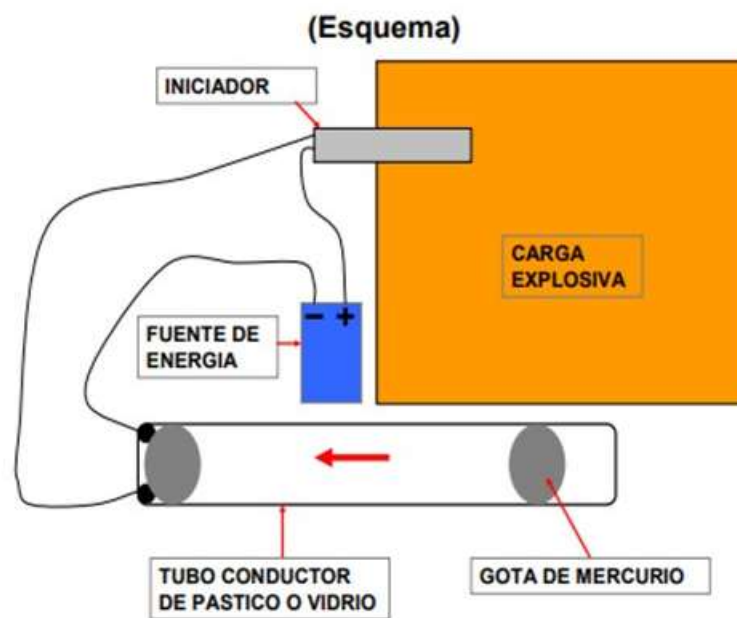 (Esquema)
INICIADOR
CARGA
EXPLOSIVA
− +
FUENTE DE
ENERGIA
TUBO CONDUCTOR
DE PASTICO O VIDRIO
GOTA DE MERCURIO